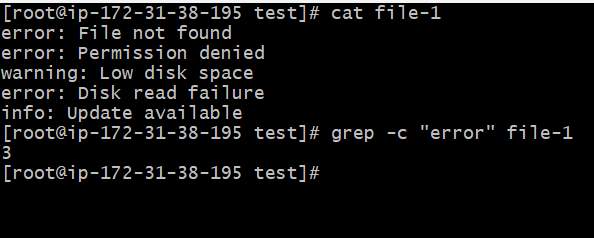 [root@ip-172-31-38-195 test]# cat file-1
error: File not found
error: Permission denied
warning: Low disk space
error: Disk read failure
info: Update available
[root@ip-172-31-38-195 test]# grep -c "error" file-1
3
[root@ip-172-31-38-195 test]#